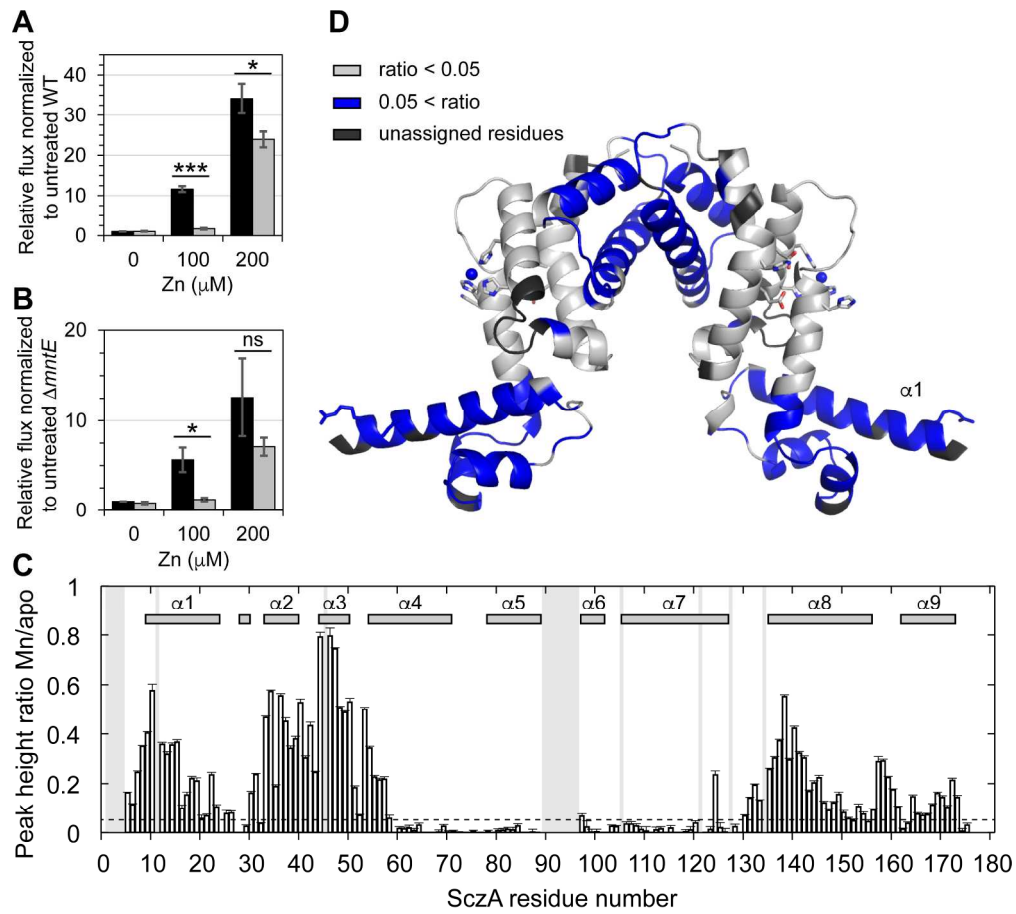 A
Relative flux normalized
to untreated WT
40
30
20
10
0
***
*
0 100 200
Zn (µM)
B
Relative flux normalized
to untreated ΔmntE
20
10
0
*
ns
0 100 200
Zn (µM)
D
ratio < 0.05
0.05 < ratio
unassigned residues
α1
C
Peak height ratio Mn/apo
1
0.8
0.6
0.4
0.2
0
α1 α2 α3 α4 α5 α6 α7 α8 α9
0 10 20 30 40 50 60 70 80 90 100 110 120 130 140 150 160 170 180
SczA residue number